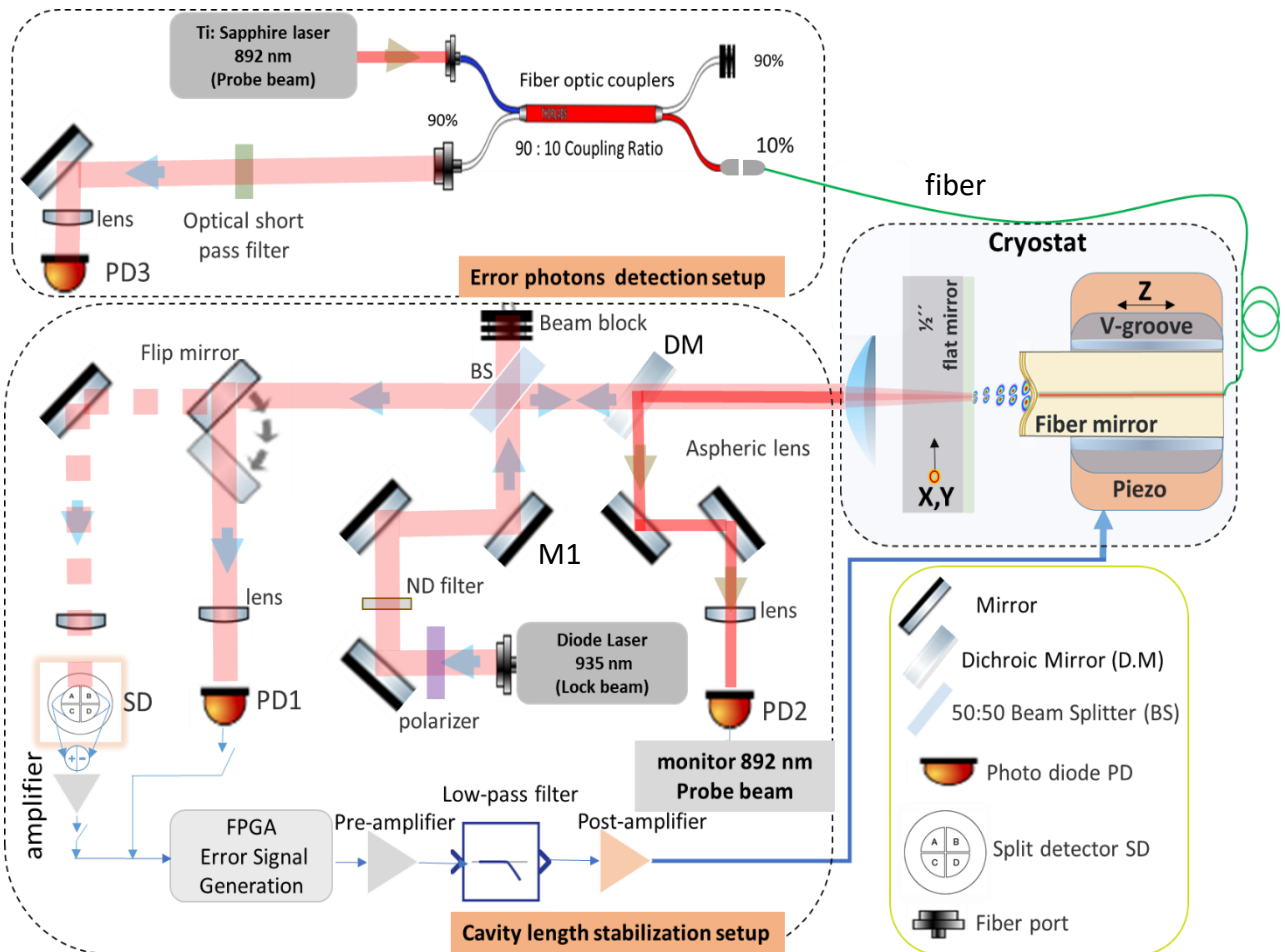 Ti: Sapphire laser
892 nm
(Probe beam)
Fiber optic couplers
90%
90%
90 : 10 Coupling Ratio
10%
lens
Optical short
pass filter
PD3
Error photons detection setup
fiber
Cryostat
½´´
flat mirror
Z
V-groove
Fiber mirror
X,Y
Piezo
Beam block
Flip mirror
BS
DM
Aspheric lens
M1
ND filter
lens
lens
Diode Laser
935 nm
(Lock beam)
polarizer
A B
C D
SD
PD1
PD2
+ -
monitor 892 nm
Probe beam
amplifier
FPGA
Error Signal
Generation
Pre-amplifier
Low-pass filter
Post-amplifier
Cavity length stabilization setup
Mirror
Dichroic Mirror (D.M)
50:50 Beam Splitter (BS)
Photo diode PD
A B
C D
Split detector SD
Fiber port